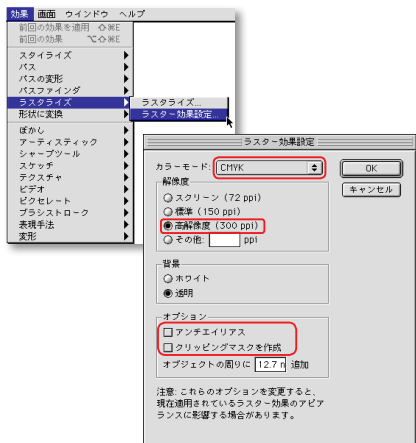 効果 画面 ウインドウ ヘルプ
前回の効果を適用 ⇧⌘E
前回の効果 ⌥⇧⌘E
スタイライズ
パス
パスの変形
パスファインダ
ラスタライズ
形状に変換
ぼかし
アーティスティック
シャープツール
スケッチ
テクスチャ
ビデオ
ピクセレート
ブラシストローク
表現手法
変形
ラスタライズ...
ラスター効果設定...
ラスター効果設定
カラーモード: CMYK
OK
キャンセル
解像度
スクリーン (72 ppi)
標準 (150 ppi)
高解像度 (300 ppi)
その他: ppi
背景
ホワイト
透明
オプション
アンチエイリアス
クリッピングマスクを作成
オブジェクトの周りに 12.7 追加
注意: これらのオプションを変更すると、
現在適用されているラスター効果のアピア
ランスに影響する場合があります。